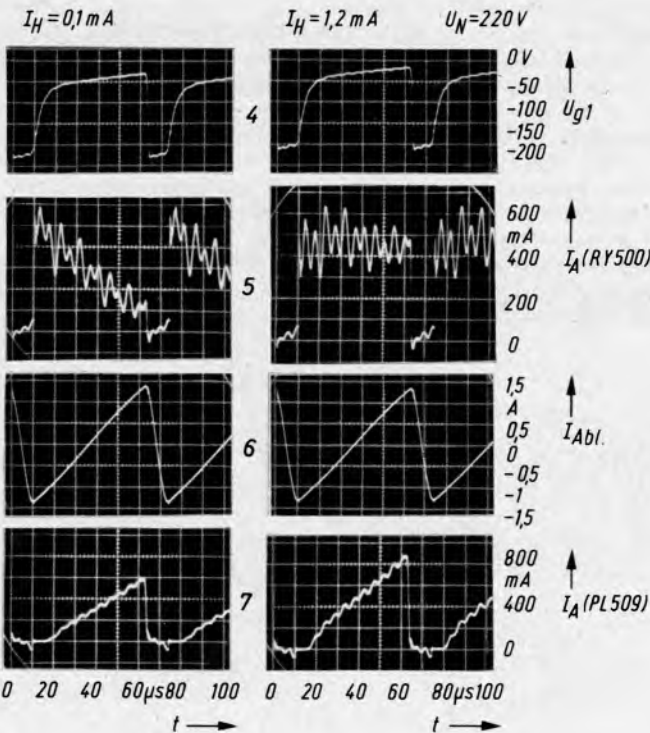 I_H = 0,1 mA I_H = 1,2 mA U_N = 220 V
4
0 V
-50
-100
-150
-200
U_g1
5
600
mA
400
200
0
I_A (RY500)
6
1,5
A
0,5
0
-0,5
-1
-1,5
I_Abl.
7
800
mA
400
0
I_A (PL509)
0 20 40 60 µs 80 100 0 20 40 60 µs 100
t t